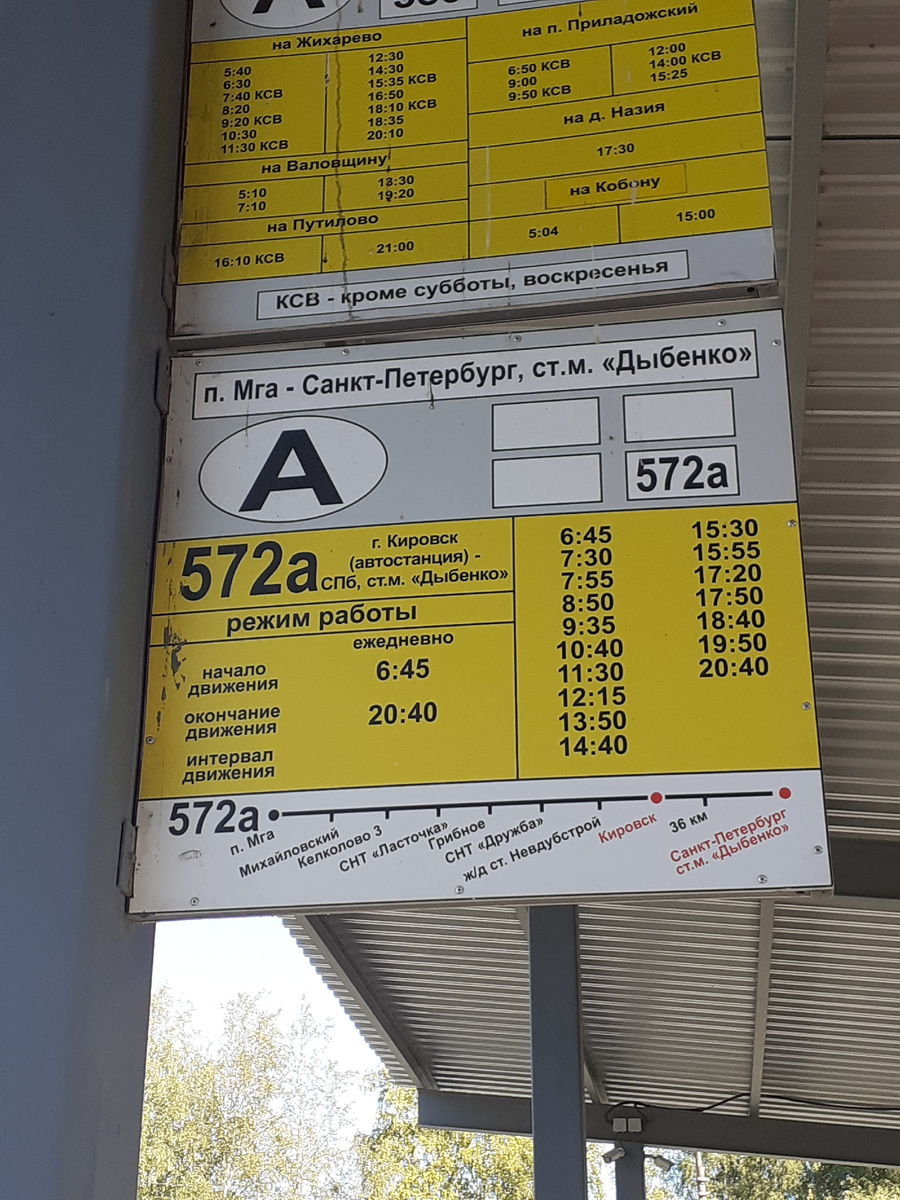 А
на Жихарево
5:40
6:30
7:40 КСВ
8:20
9:20 КСВ
10:30
11:30 КСВ
12:30
14:30
15:35 КСВ
16:50
18:10 КСВ
18:35
20:10
на Валовщину
5:10
7:10
13:30
19:20
на Путилово
16:10 КСВ
21:00
на п. Приладожский
6:50 КСВ
9:00
9:50 КСВ
12:00
14:00 КСВ
15:25
на д. Назия
17:30
на Кобону
5:04
15:00
КСВ - кроме субботы, воскресенья
п. Мга - Санкт-Петербург, ст.м. «Дыбенко»
А
572а
572а
г. Кировск
(автостанция) -
СПб, ст.м. «Дыбенко»
режим работы
ежедневно
начало
движения
6:45
окончание
движения
20:40
интервал
движения
6:45
7:30
7:55
8:50
9:35
10:40
11:30
12:15
13:50
14:40
15:30
15:55
17:20
17:50
18:40
19:50
20:40
572а
п. Мга
Михайловский
Келколово 3
СНТ «Ласточка»
Грибное
СНТ «Дружба»
ж/д ст. Невдубстрой
Кировск
36 км
Санкт-Петербург
ст.м. «Дыбенко»